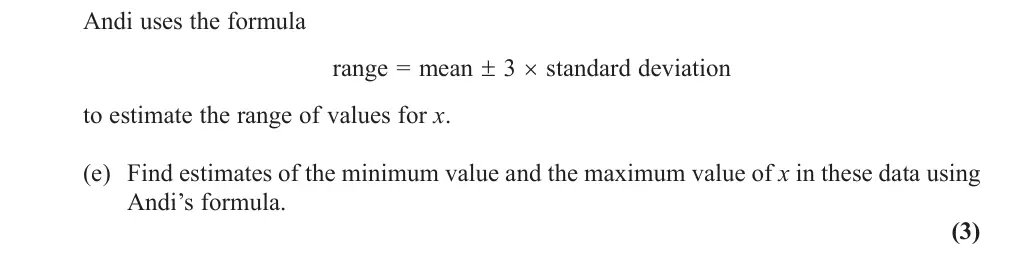 Andi uses the formula
range = mean ± 3 × standard deviation
to estimate the range of values for x.
(e) Find estimates of the minimum value and the maximum value of x in these data using
Andi’s formula.
(3)